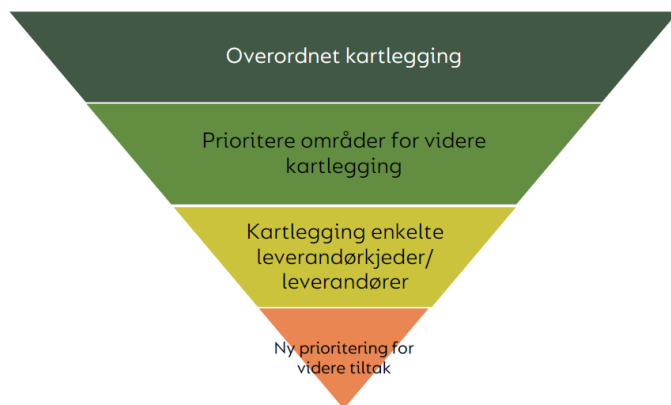 Overordnet kartlegging
Prioritere områder for videre
kartlegging
Kartlegging enkelte
leverandørkjeder/
leverandører
Ny prioritering for
videre tiltak